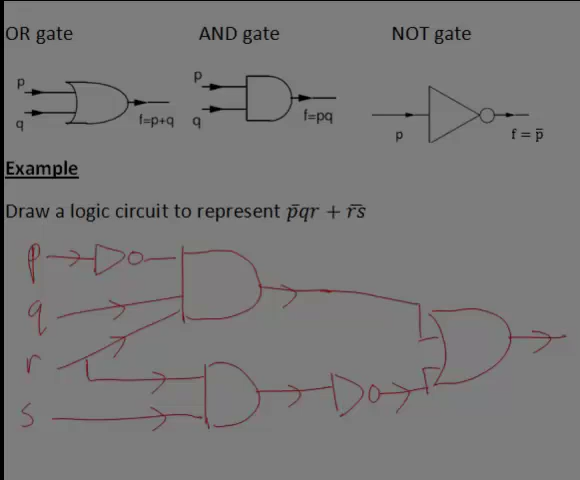 OR gate AND gate NOT gate
p p
q f=p+q q f=pq p f = p̄
Example
Draw a logic circuit to represent p̄qr + r̅s̅
p
q
r
s